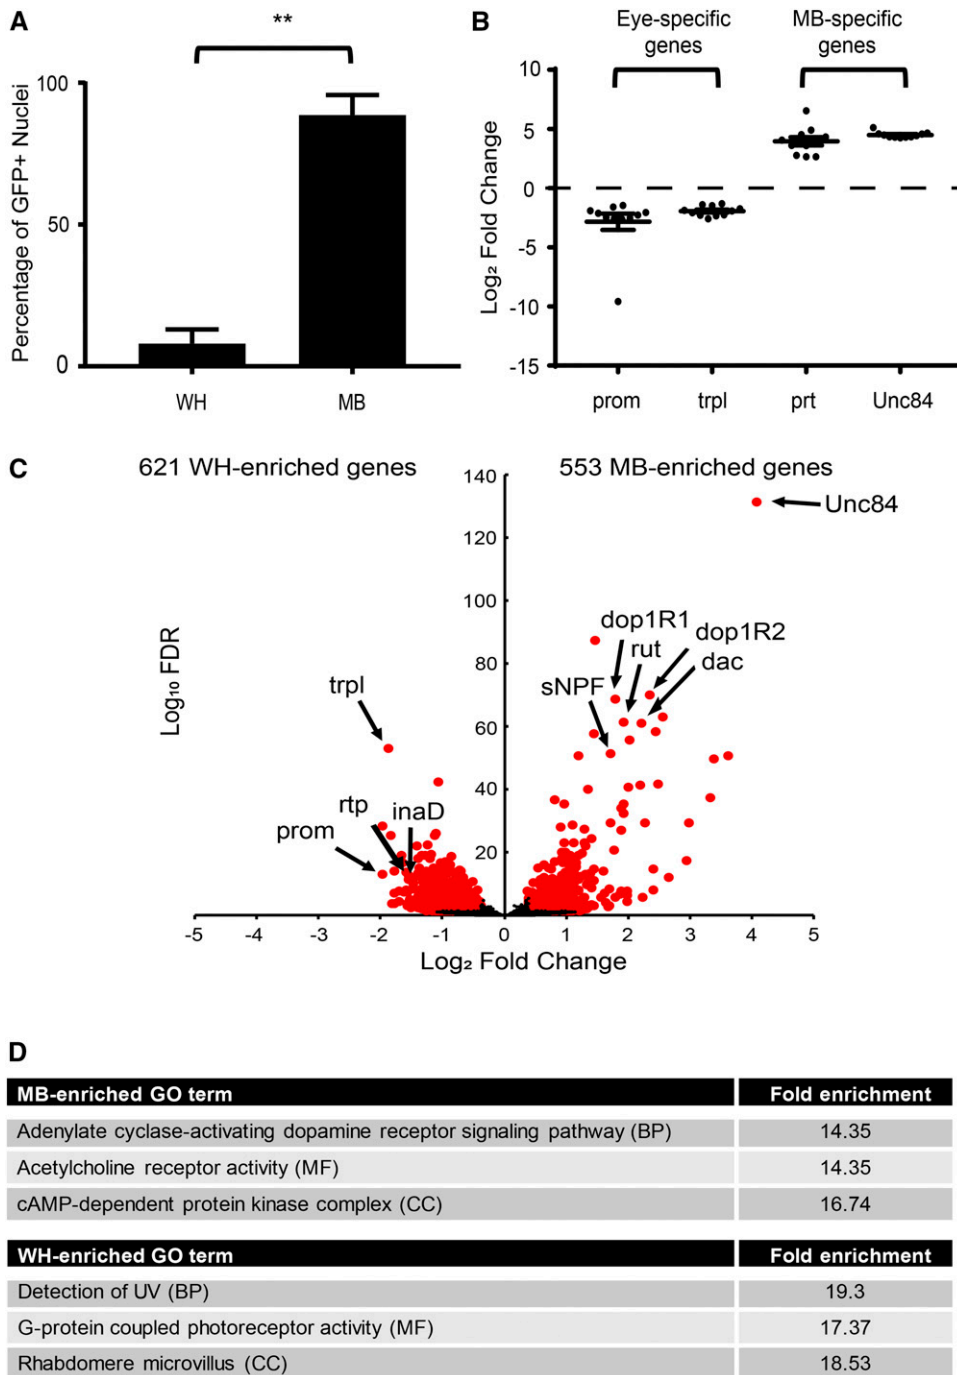 A
**
Percentage of GFP+ Nuclei
100
50
0
WH
MB
B
Eye-specific genes
MB-specific genes
Log₂ Fold Change
10
5
0
-5
-10
-15
prom
trpl
prt
Unc84
C
621 WH-enriched genes
553 MB-enriched genes
Log₁₀ FDR
140
120
100
80
60
40
20
Unc84
dop1R1
dop1R2
rut
dac
sNPF
trpl
rtp
inaD
prom
-5 -4 -3 -2 -1 0 1 2 3 4 5
Log₂ Fold Change
D
MB-enriched GO term Fold enrichment
Adenylate cyclase-activating dopamine receptor signaling pathway (BP) 14.35
Acetylcholine receptor activity (MF) 14.35
cAMP-dependent protein kinase complex (CC) 16.74
WH-enriched GO term Fold enrichment
Detection of UV (BP) 19.3
G-protein coupled photoreceptor activity (MF) 17.37
Rhabdomere microvillus (CC) 18.53